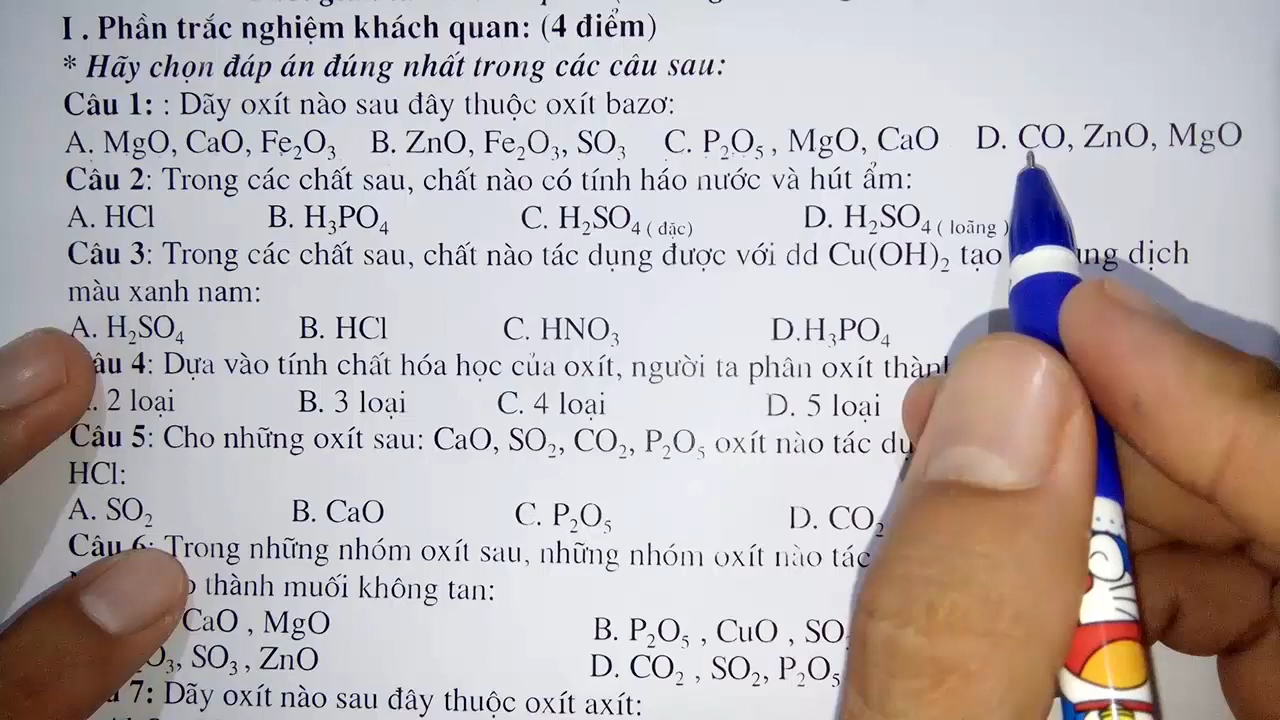 I . Phần trắc nghiệm khách quan: (4 điểm)
* Hãy chọn đáp án đúng nhất trong các câu sau:
Câu 1: : Dãy oxít nào sau đây thuộc oxít bazơ:
A. MgO, CaO, Fe₂O₃ B. ZnO, Fe₂O₃, SO₃ C. P₂O₅ , MgO, CaO D. CO, ZnO, MgO
Câu 2: Trong các chất sau, chất nào có tính háo nước và hút ẩm:
A. HCl B. H₃PO₄ C. H₂SO₄ ( đặc) D. H₂SO₄ ( loãng )
Câu 3: Trong các chất sau, chất nào tác dụng được với dd Cu(OH)₂ tạo dịch
màu xanh nam:
A. H₂SO₄ B. HCl C. HNO₃ D.H₃PO₄
4: Dựa vào tính chất hóa học của oxít, người ta phân oxít
2 loại B. 3 loại C. 4 loại D. 5 loại
Câu 5: Cho những oxít sau: CaO, SO₂, CO₂, P₂O₅ oxít nào tác
HCl:
A. SO₂ B. CaO C. P₂O₅ D. CO₂
Câu 6: Trong những nhóm oxít sau, những nhóm oxít nào tác
thành muối không tan:
CaO , MgO B. P₂O₅ , CuO ,
SO₃ , ZnO D. CO₂ , SO₂, P₂O₅
7: Dãy oxít nào sau đây thuộc oxít axít: